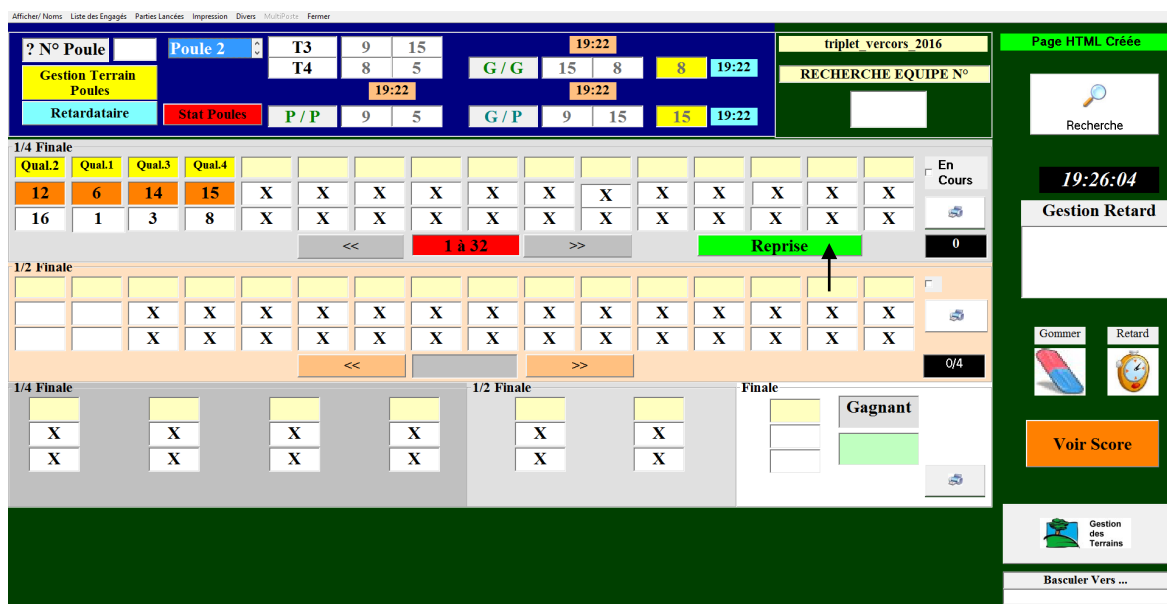 Afficher/ Noms Liste des Engagés Parties Lancées Impression Divers MultiPoste Fermer
? N° Poule Poule 2 T3 9 15 19:22 triplet_vercors_2016 Page HTML Créée
Gestion Terrain Poules T4 8 5 G / G 15 8 8 19:22 RECHERCHE EQUIPE N°
19:22 19:22
Retardataire Stat Poules P / P 9 5 G / P 9 15 15 19:22
Recherche
1/4 Finale
Qual.2 Qual.1 Qual.3 Qual.4 En Cours
12 6 14 15 X X X X X X X X X X X X
16 1 3 8 X X X X X X X X X X X X
<< 1 à 32 >> Reprise 0
19:26:04
Gestion Retard
1/2 Finale
X X X X X X X X X X X X X X
X X X X X X X X X X X X X X
<< >> 0/4
Gommer Retard
1/4 Finale 1/2 Finale Finale
Gagnant
X X X X X X
X X X X X X
Voir Score
Gestion
des
Terrains
Basculer Vers ...